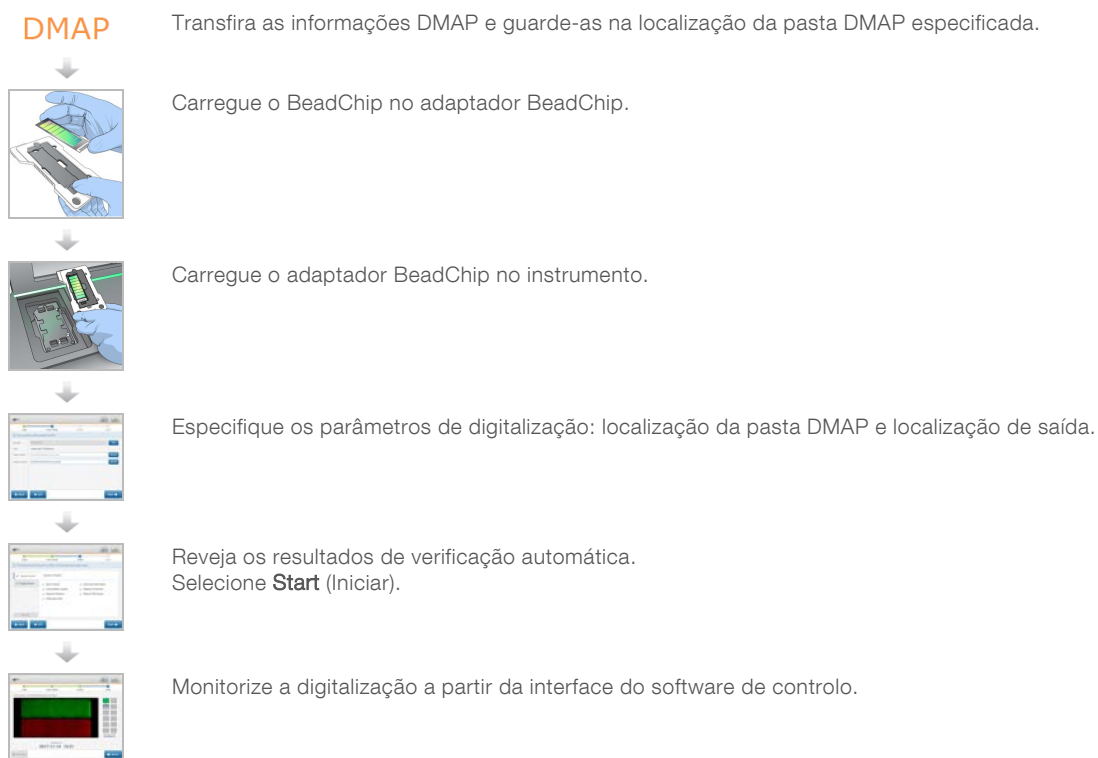 DMAP
Transfira as informações DMAP e guarde-as na localização da pasta DMAP especificada.
Carregue o BeadChip no adaptador BeadChip.
Carregue o adaptador BeadChip no instrumento.
Especifique os parâmetros de digitalização: localização da pasta DMAP e localização de saída.
Reveja os resultados de verificação automática.
Selecione Start (Iniciar).
Monitorize a digitalização a partir da interface do software de controlo.